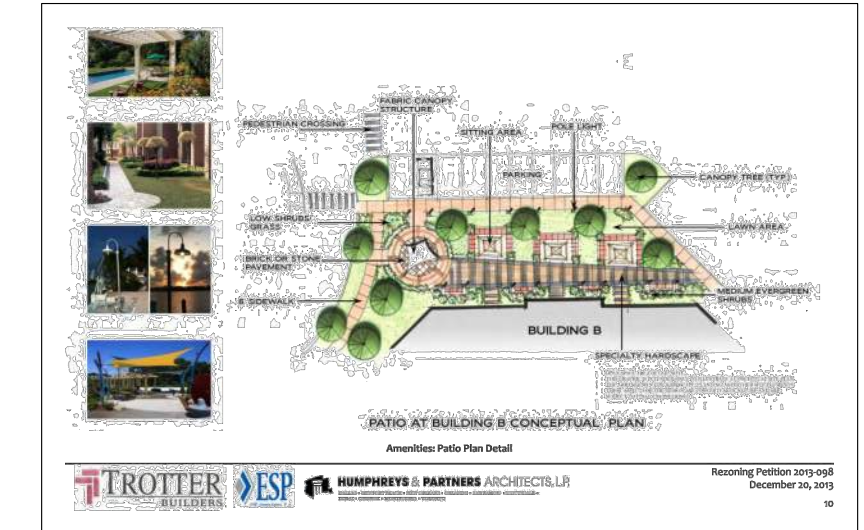 FABRIC CANOPY
STRUCTURE
PEDESTRIAN CROSSING
SITTING AREA
POLE LIGHT
PARKING
CANOPY TREE (TYP.)
LOW SHRUBS/
GRASS
LAWN AREA
BRICK OR STONE
PAVEMENT
MEDIUM EVERGREEN
SHRUBS
SIDEWALK
BUILDING B
SPECIALTY HARDSCAPE
PATIO AT BUILDING B CONCEPTUAL PLAN
Amenities: Patio Plan Detail
TROTTER
BUILDERS
ESP
HUMPHREYS & PARTNERS ARCHITECTS, L.P.
Rezoning Petition 2013-098
December 20, 2013
10